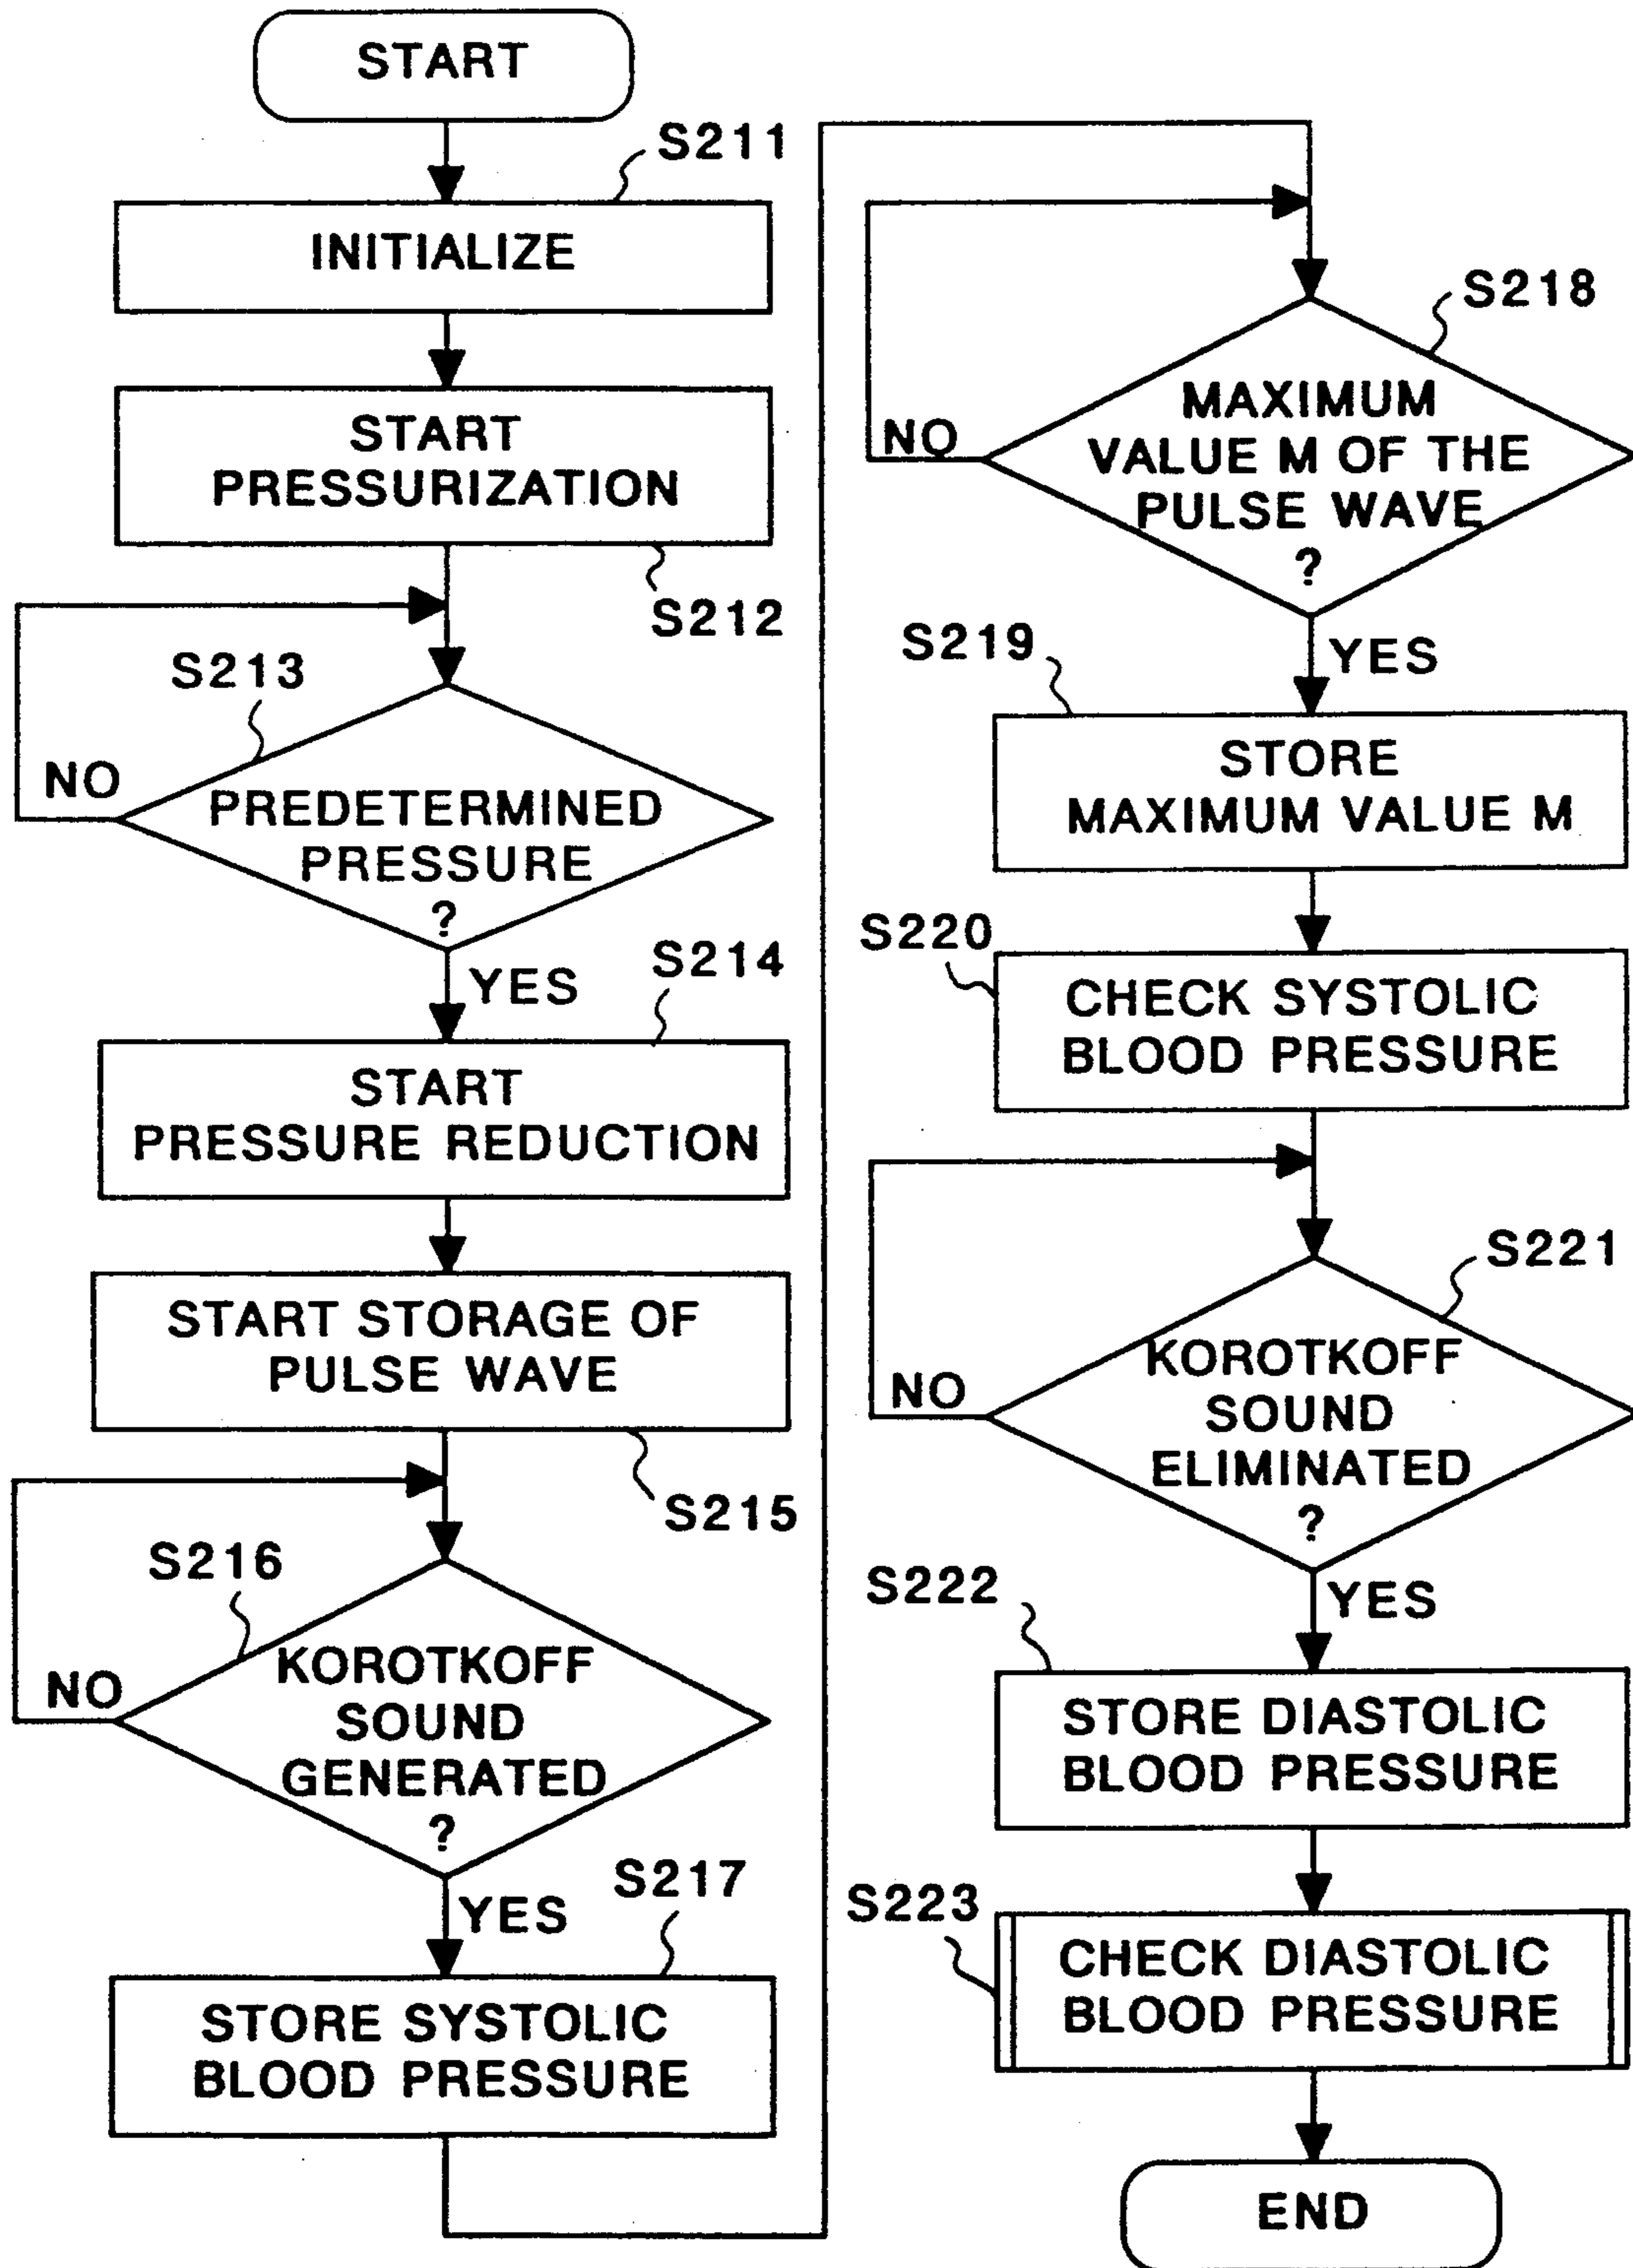 START
S211
INITIALIZE
START
PRESSURIZATION
S212
S213
NO
PREDETERMINED
PRESSURE
?
YES
S214
START
PRESSURE REDUCTION
START STORAGE OF
PULSE WAVE
S215
S216
NO
KOROTKOFF
SOUND
GENERATED
?
YES
S217
STORE SYSTOLIC
BLOOD PRESSURE
S218
NO
MAXIMUM
VALUE M OF THE
PULSE WAVE
?
YES
S219
STORE
MAXIMUM VALUE M
S220
CHECK SYSTOLIC
BLOOD PRESSURE
S221
NO
KOROTKOFF
SOUND
ELIMINATED
?
YES
S222
STORE DIASTOLIC
BLOOD PRESSURE
S223
CHECK DIASTOLIC
BLOOD PRESSURE
END